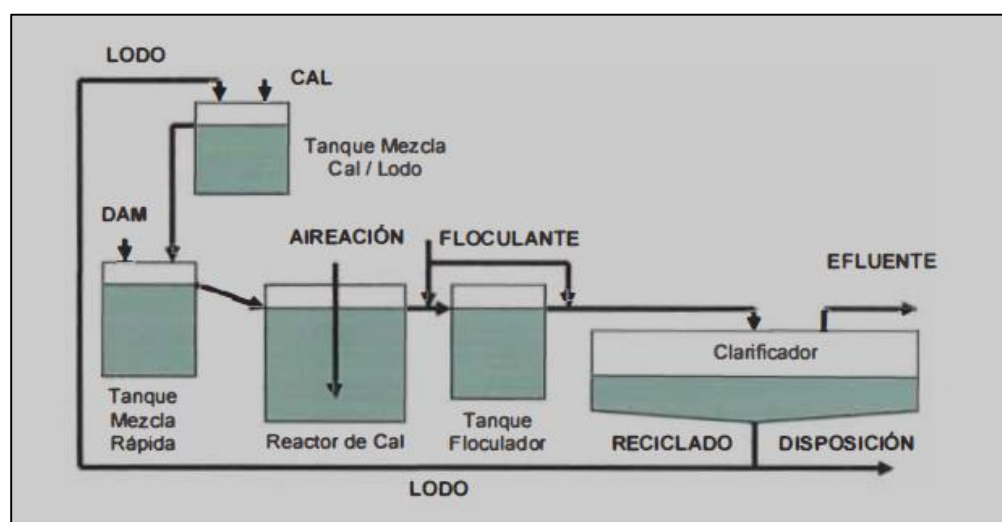 LODO
CAL
Tanque Mezcla
Cal / Lodo
DAM
AIREACIÓN
FLOCULANTE
EFLUENTE
Clarificador
Tanque
Mezcla
Rápida
Reactor de Cal
Tanque
Floculador
RECICLADO
DISPOSICIÓN
LODO